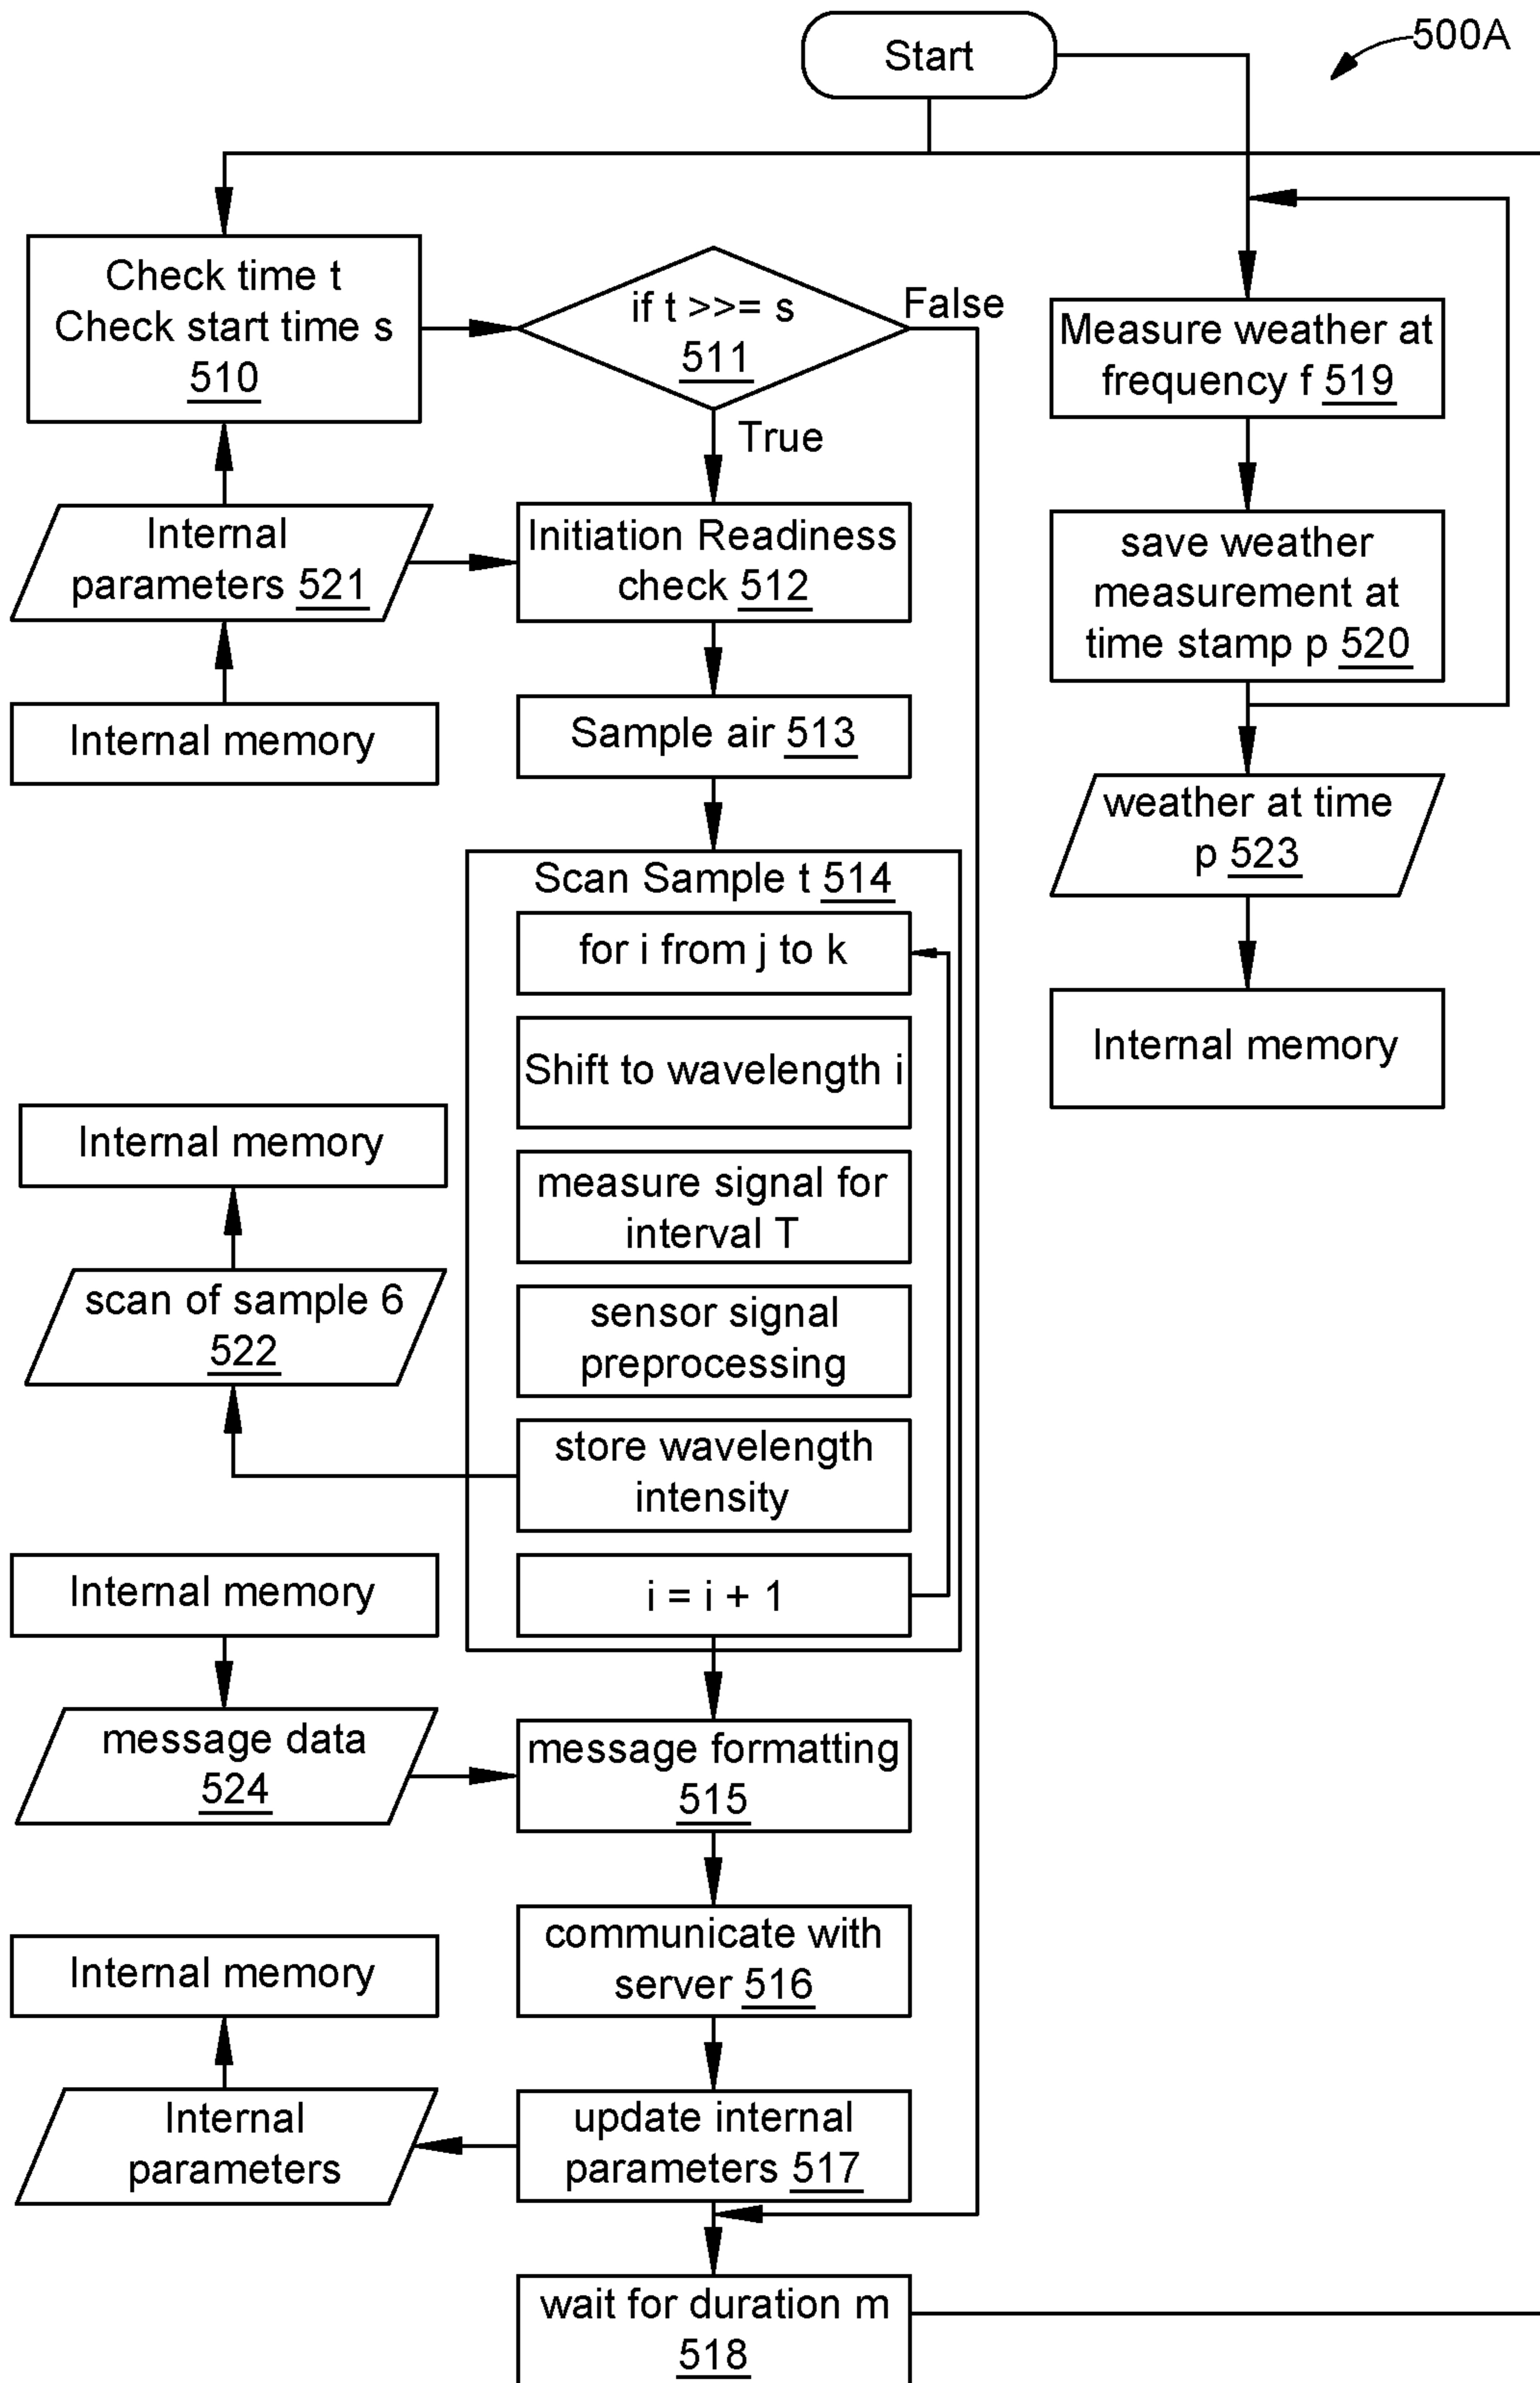 Start
500A
Check time t
Check start time s
510
if t >>= s
511
False
True
Measure weather at
frequency f 519
Internal
parameters 521
Initiation Readiness
check 512
save weather
measurement at
time stamp p 520
Internal memory
Sample air 513
weather at time
p 523
Internal memory
Scan Sample t 514
for i from j to k
Shift to wavelength i
measure signal for
interval T
sensor signal
preprocessing
store wavelength
intensity
i = i + 1
Internal memory
scan of sample 6
522
Internal memory
message data
524
message formatting
515
communicate with
server 516
Internal memory
Internal
parameters
update internal
parameters 517
wait for duration m
518